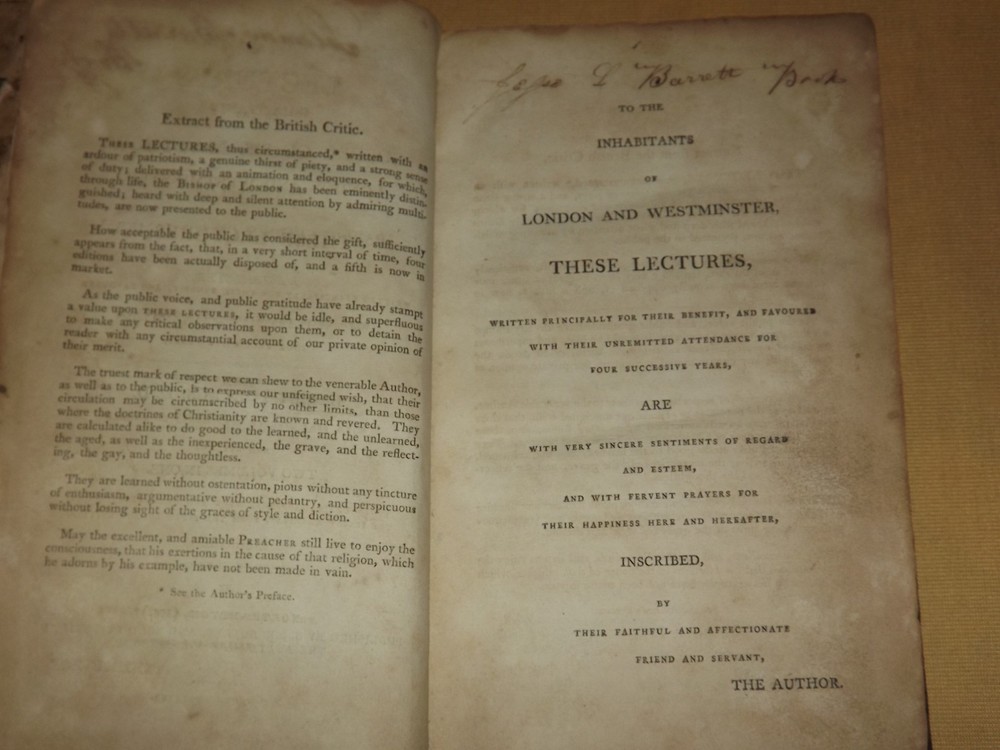 Extract from the British Critic.
THESE LECTURES, thus circumstanced,* written with an
ardour of patriotism, a genuine thirst of piety, and a strong sense
of duty; delivered with an animation and eloquence, for which,
through life, the BISHOP OF LONDON has been eminently distin-
guished; heard with deep and silent attention by admiring multi-
tudes, are now presented to the public.
How acceptable the public has considered the gift, sufficiently
appears from the fact, that, in a very short interval of time, four
editions have been actually disposed of, and a fifth is now in
market.
As the public voice, and public gratitude have already stampt
a value upon THESE LECTURES, it would be idle, and superfluous
to make any critical observations upon them, or to detain the
reader with any circumstantial account of our private opinion of
their merit.
The truest mark of respect we can shew to the venerable Author,
as well as to the public, is to express our unfeigned wish, that their
circulation may be circumscribed by no other limits, than those
where the doctrines of Christianity are known and revered. They
are calculated alike to do good to the learned, and the unlearned,
the aged, as well as the inexperienced, the grave, and the reflect-
ing, the gay, and the thoughtless.
They are learned without ostentation, pious without any tincture
of enthusiasm, argumentative without pedantry, and perspicuous
without losing sight of the graces of style and diction.
May the excellent, and amiable PREACHER still live to enjoy the
consciousness, that his exertions in the cause of that religion, which
he adorns by his example, have not been made in vain.
* See the Author's Preface.
L Barrett Book
TO THE
INHABITANTS
OF
LONDON AND WESTMINSTER,
THESE LECTURES,
WRITTEN PRINCIPALLY FOR THEIR BENEFIT, AND FAVOURED
WITH THEIR UNREMITTED ATTENDANCE FOR
FOUR SUCCESSIVE YEARS,
ARE
WITH VERY SINCERE SENTIMENTS OF REGARD
AND ESTEEM,
AND WITH FERVENT PRAYERS FOR
THEIR HAPPINESS HERE AND HEREAFTER,
INSCRIBED,
BY
THEIR FAITHFUL AND AFFECTIONATE
FRIEND AND SERVANT,
THE AUTHOR.